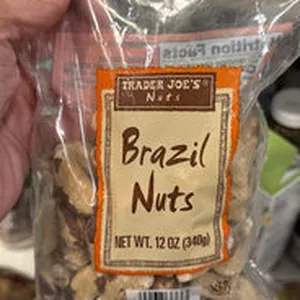 Nutrition Facts
TRADER JOE'S®
Nuts
Brazil
Nuts
NET WT. 12 OZ (340g)